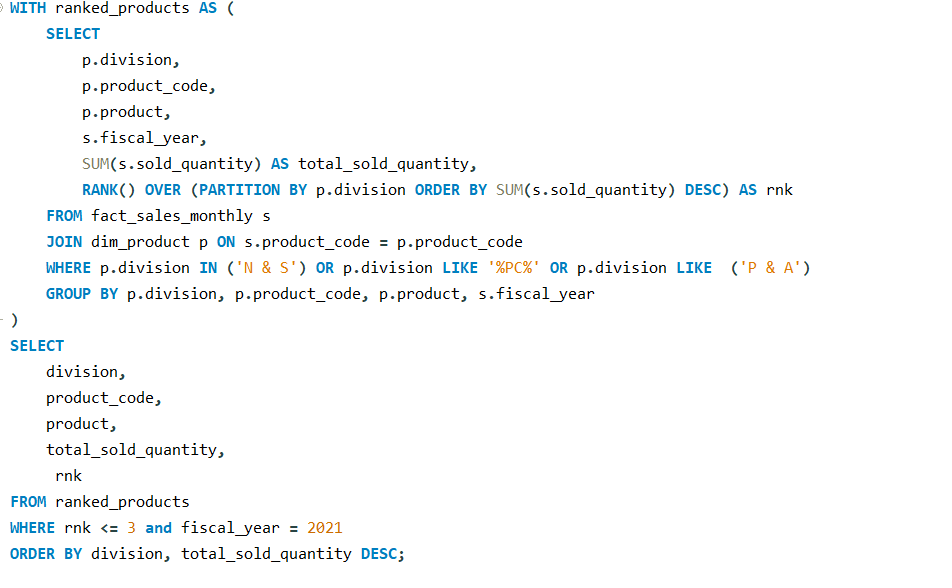 WITH ranked_products AS (
    SELECT
        p.division,
        p.product_code,
        p.product,
        s.fiscal_year,
        SUM(s.sold_quantity) AS total_sold_quantity,
        RANK() OVER (PARTITION BY p.division ORDER BY SUM(s.sold_quantity) DESC) AS rnk
    FROM fact_sales_monthly s
    JOIN dim_product p ON s.product_code = p.product_code
    WHERE p.division IN ('N & S') OR p.division LIKE '%PC%' OR p.division LIKE  ('P & A')
    GROUP BY p.division, p.product_code, p.product, s.fiscal_year
)
SELECT
    division,
    product_code,
    product,
    total_sold_quantity,
     rnk
FROM ranked_products
WHERE rnk <= 3 and fiscal_year = 2021
ORDER BY division, total_sold_quantity DESC;